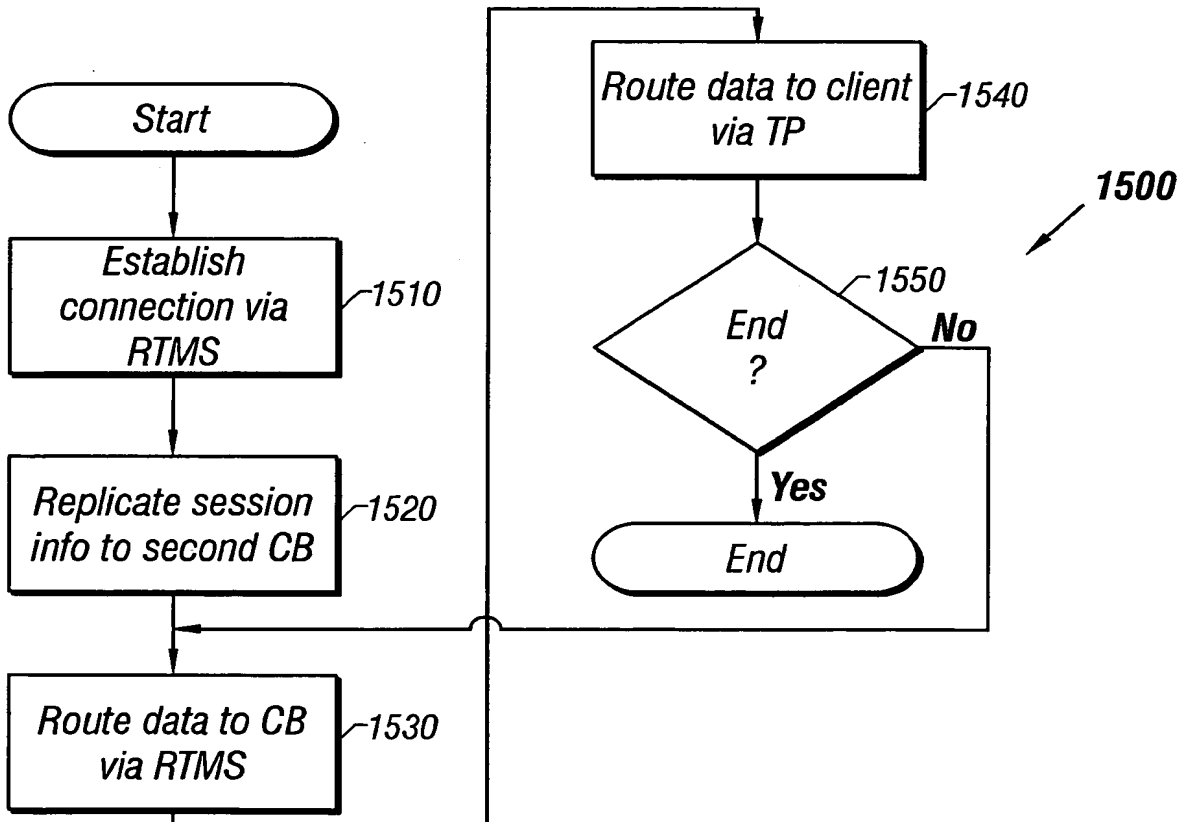 Start
Establish
connection via
RTMS
1510
Replicate session
info to second CB
1520
Route data to CB
via RTMS
1530
Route data to client
via TP
1540
1500
End
?
1550
No
Yes
End